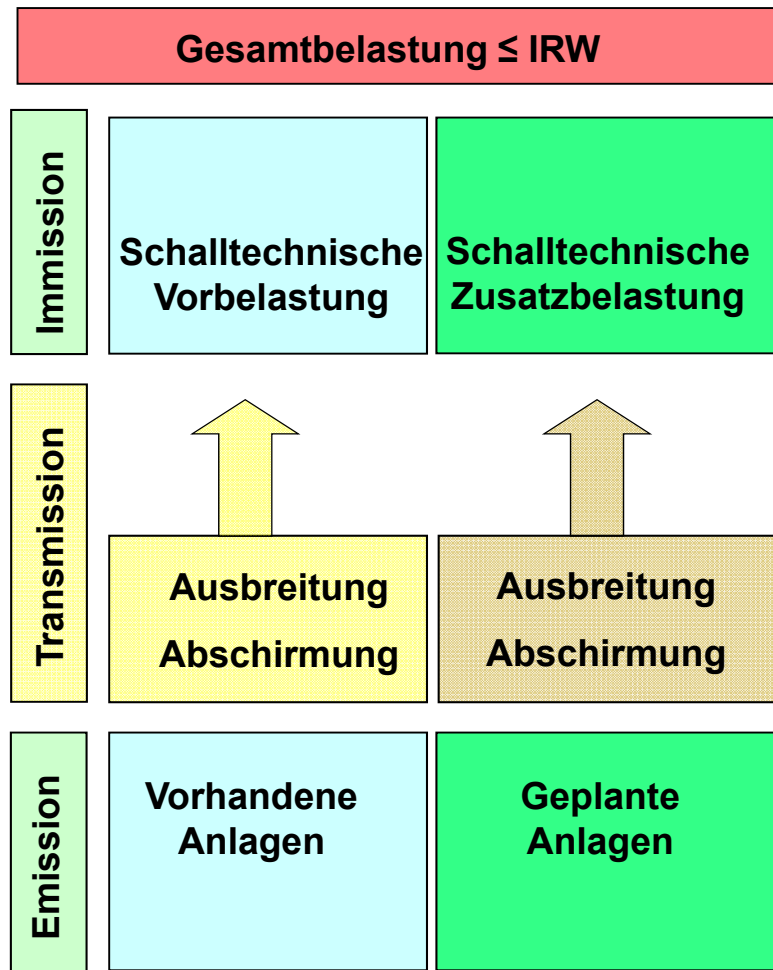 Gesamtbelastung ≤ IRW
Immission
Schalltechnische
Vorbelastung
Schalltechnische
Zusatzbelastung
Transmission
Ausbreitung
Abschirmung
Ausbreitung
Abschirmung
Emission
Vorhandene
Anlagen
Geplante
Anlagen